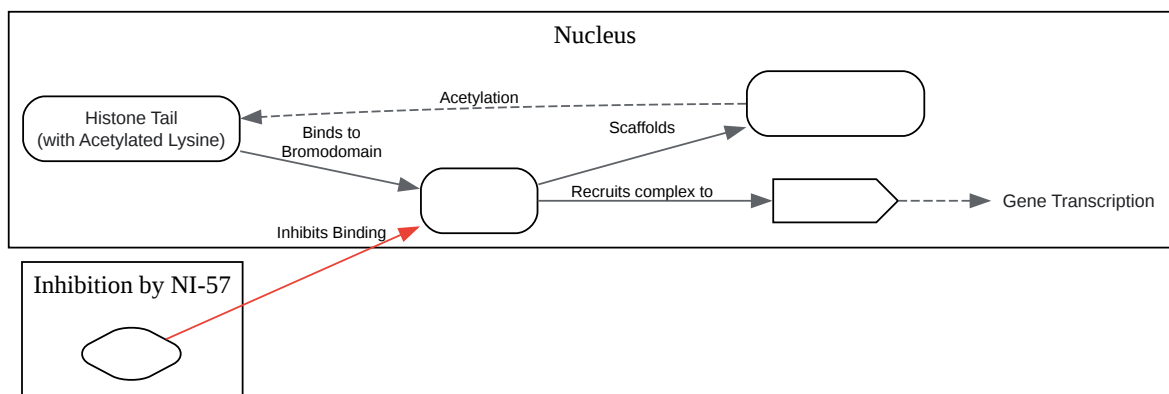 Nucleus
Acetylation
Histone Tail
(with Acetylated Lysine)
Scaffolds
Binds to
Bromodomain
Recruits complex to
Gene Transcription
Inhibits Binding
Inhibition by NI-57